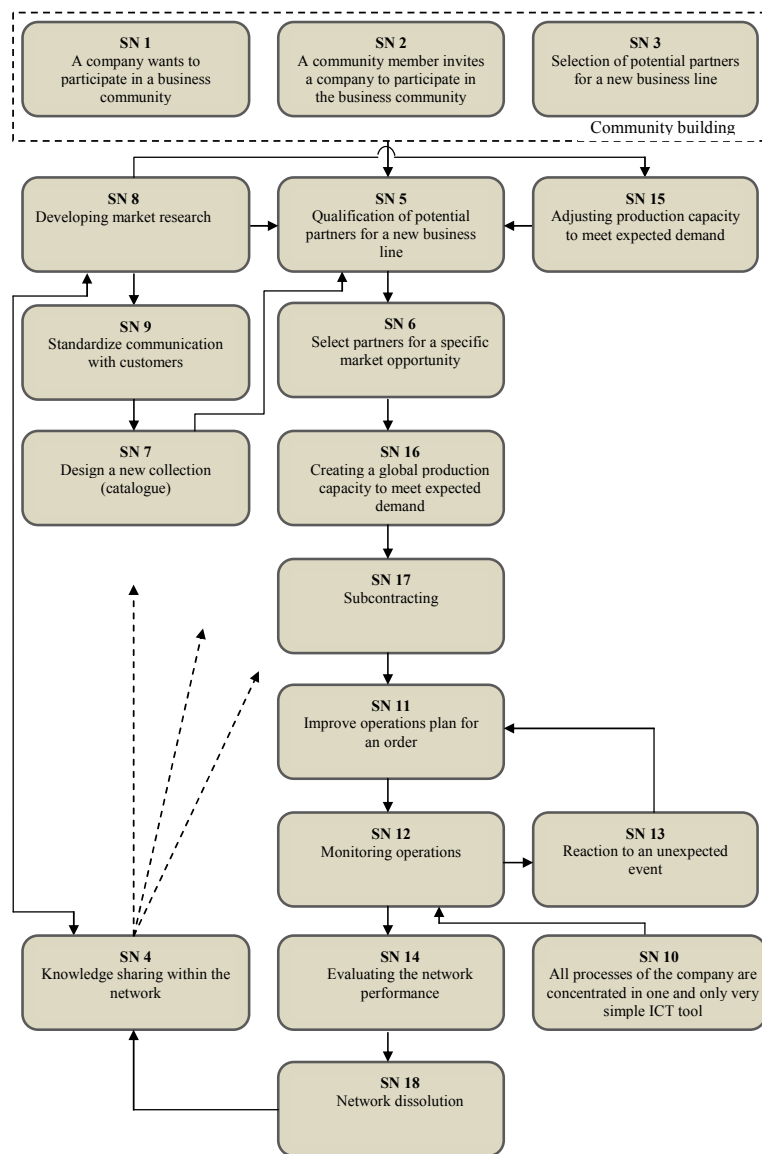 SN 1
A company wants to
participate in a business
community
SN 2
A community member invites
a company to participate in
the business community
SN 3
Selection of potential partners
for a new business line
Community building
SN 8
Developing market research
SN 5
Qualification of potential
partners for a new business
line
SN 15
Adjusting production capacity
to meet expected demand
SN 9
Standardize communication
with customers
SN 6
Select partners for a specific
market opportunity
SN 7
Design a new collection
(catalogue)
SN 16
Creating a global production
capacity to meet expected
demand
SN 17
Subcontracting
SN 11
Improve operations plan for
an order
SN 12
Monitoring operations
SN 13
Reaction to an unexpected
event
SN 4
Knowledge sharing within the
network
SN 14
Evaluating the network
performance
SN 10
All processes of the company are
concentrated in one and only very
simple ICT tool
SN 18
Network dissolution